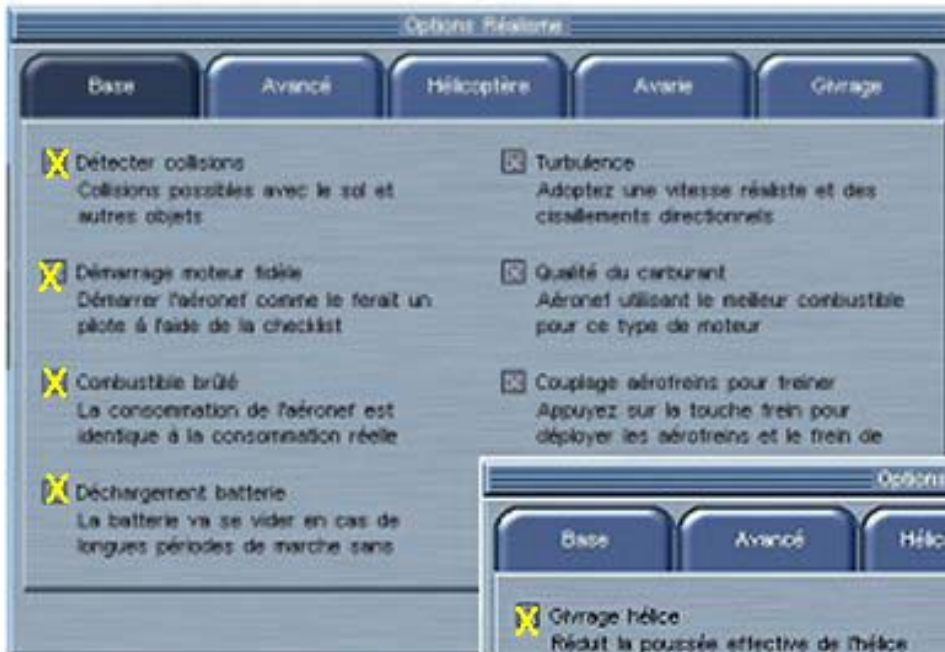 Options Réalisme
Base
Avancé
Hélicoptère
Avarie
Givrage
Détecter collisions
Collisions possibles avec le sol et
autres objets
Démarrage moteur fidèle
Démarrer l'aéronef comme le ferait un
pilote à l'aide de la checklist
Combustible brûlé
La consommation de l'aéronef est
identique à la consommation réelle
Déchargement batterie
La batterie va se vider en cas de
longues périodes de marche sans
Turbulence
Adoptez une vitesse réaliste et des
cisaillements directionnels
Qualité du carburant
Aéronef utilisant le meilleur combustible
pour ce type de moteur
Couplage aérofreins pour freiner
Appuyez sur la touche frein pour
déployer les aérofreins et le frein de
Options
Base
Avancé
Hélic
Givrage hélice
Réduit la poussée effective de l'hélice